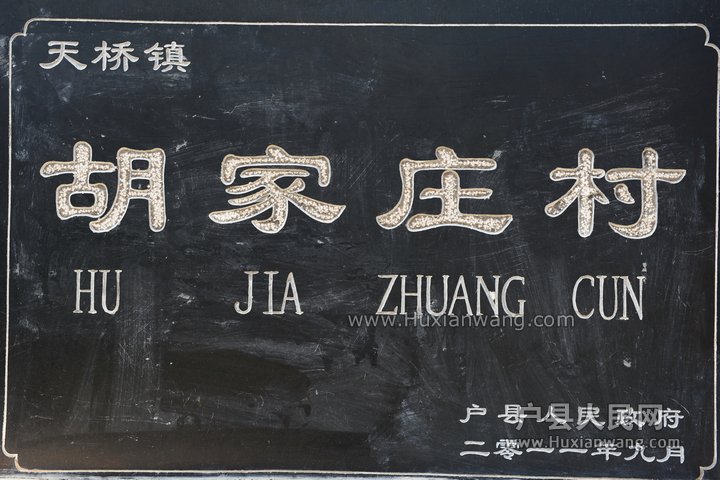 天桥镇
胡家庄村
HU JIA ZHUANG CUN
www.Huxianwang.com
户县人民政府
户县人民网
二零一一年九月
www.Huxianwang.com